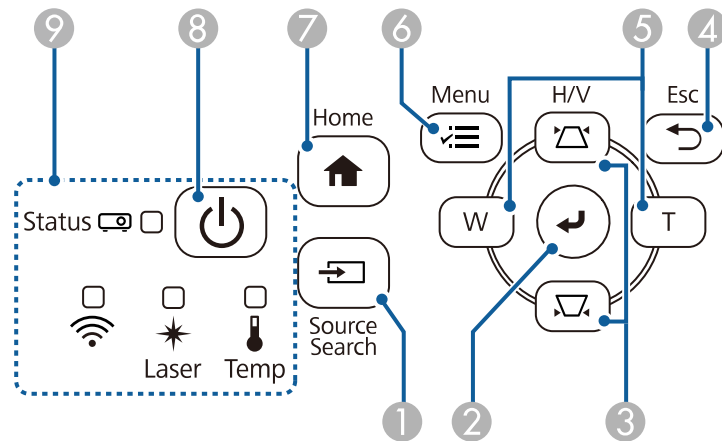 9 8 7 6 5 4
Menu H/V Esc
Home
Status
W T
Source
Search
Laser Temp
1 2 3